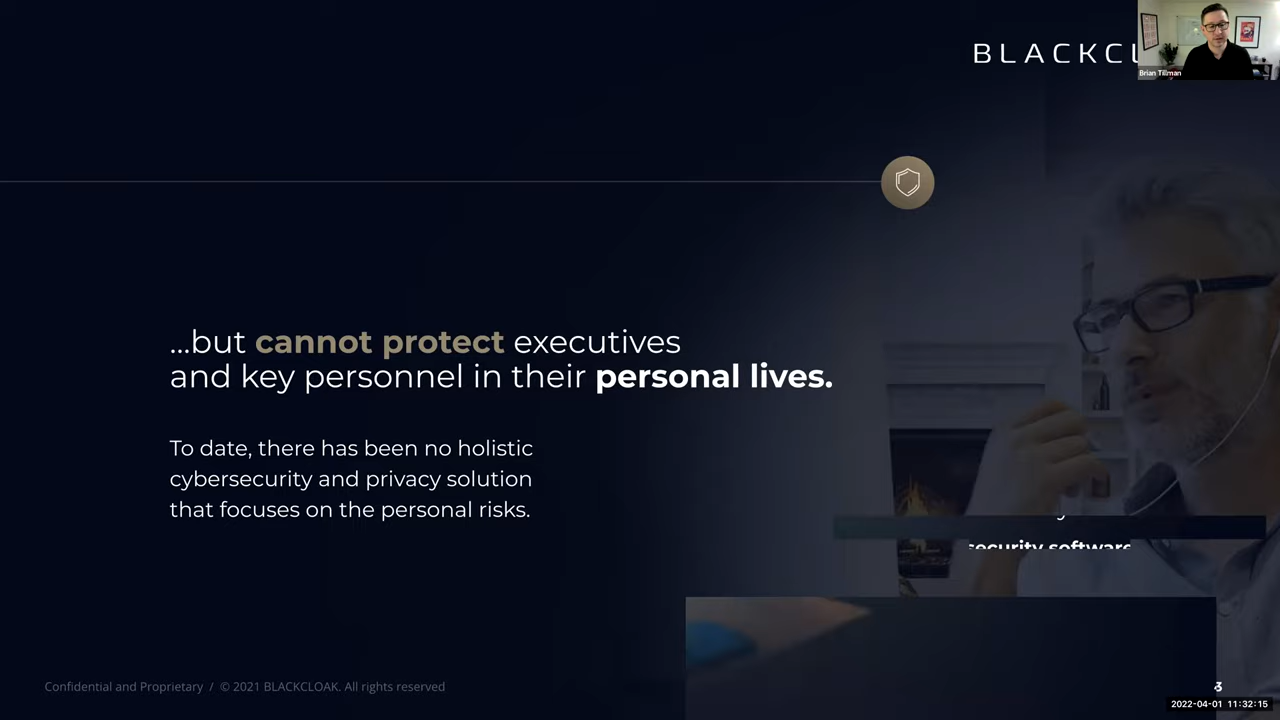 BLACKCL
Brian Tillman
...but cannot protect executives
and key personnel in their personal lives.
To date, there has been no holistic
cybersecurity and privacy solution
that focuses on the personal risks.
security software
Confidential and Proprietary / © 2021 BLACKCLOAK. All rights reserved
3
2022-04-01 11:32:15